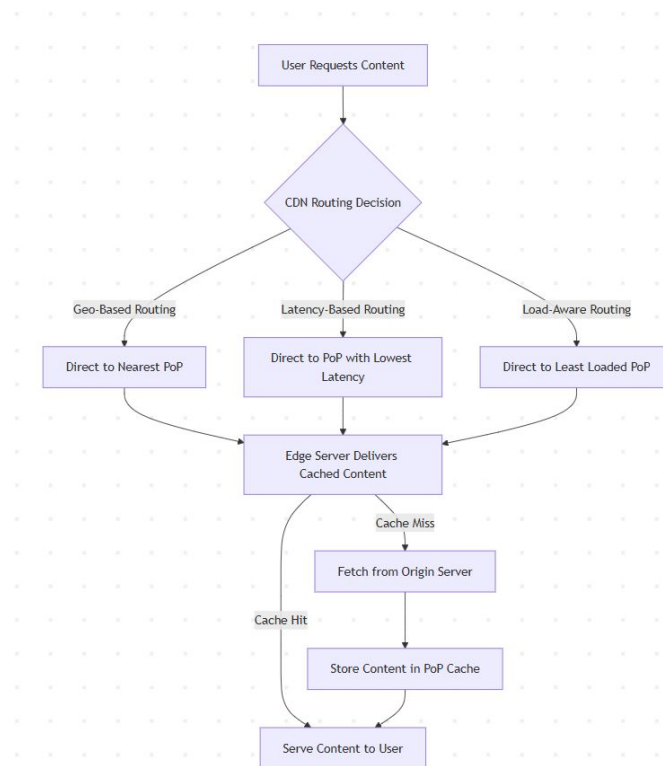 User Requests Content
CDN Routing Decision
Geo-Based Routing
Latency-Based Routing
Load-Aware Routing
Direct to Nearest PoP
Direct to PoP with Lowest
Latency
Direct to Least Loaded PoP
Edge Server Delivers
Cached Content
Cache Miss
Fetch from Origin Server
Cache Hit
Store Content in PoP Cache
Serve Content to User